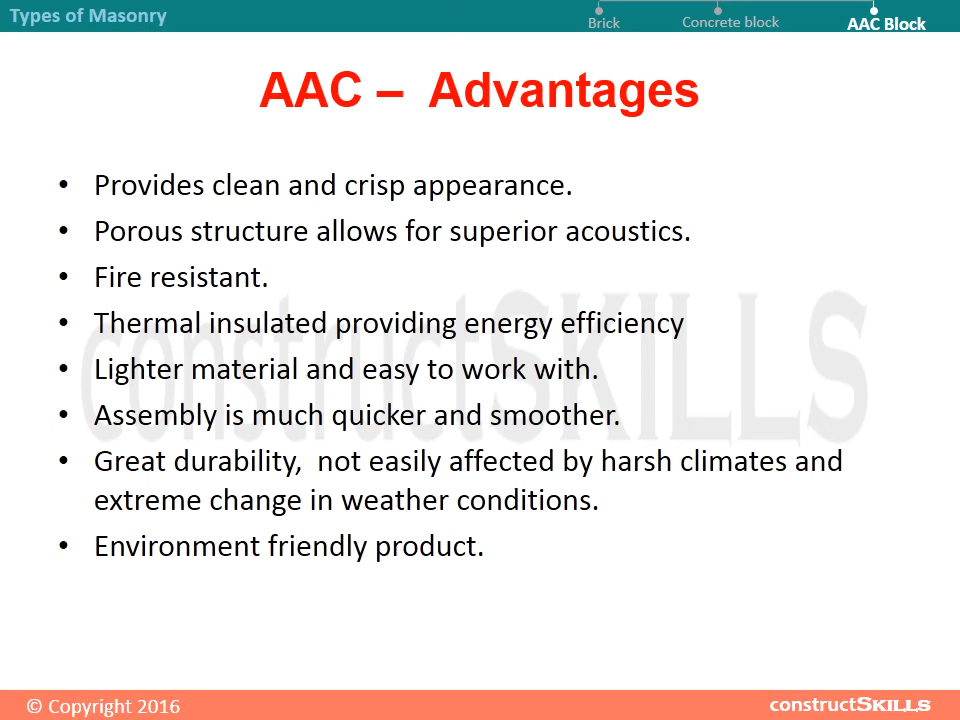 Types of Masonry
Brick
Concrete block
AAC Block
AAC – Advantages
• Provides clean and crisp appearance.
• Porous structure allows for superior acoustics.
• Fire resistant.
• Thermal insulated providing energy efficiency
• Lighter material and easy to work with.
• Assembly is much quicker and smoother.
• Great durability,  not easily affected by harsh climates and
extreme change in weather conditions.
• Environment friendly product.
constructSKILLS
© Copyright 2016
constructSKILLS